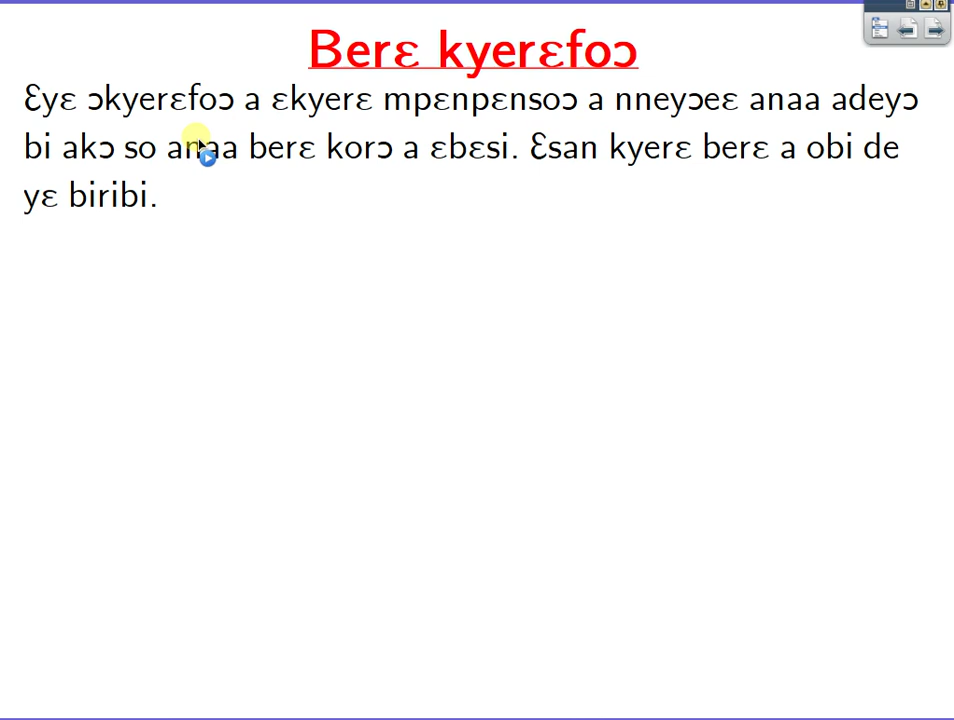 Berɛ kyerɛfoɔ
Ɛyɛ ɔkyerɛfoɔ a ɛkyerɛ mpɛnpɛnsoɔ a nneyɔeɛ anaa adeyɔ
bi akɔ so anaa berɛ korɔ a ɛbɛsi. Ɛsan kyerɛ berɛ a obi de
yɛ biribi.